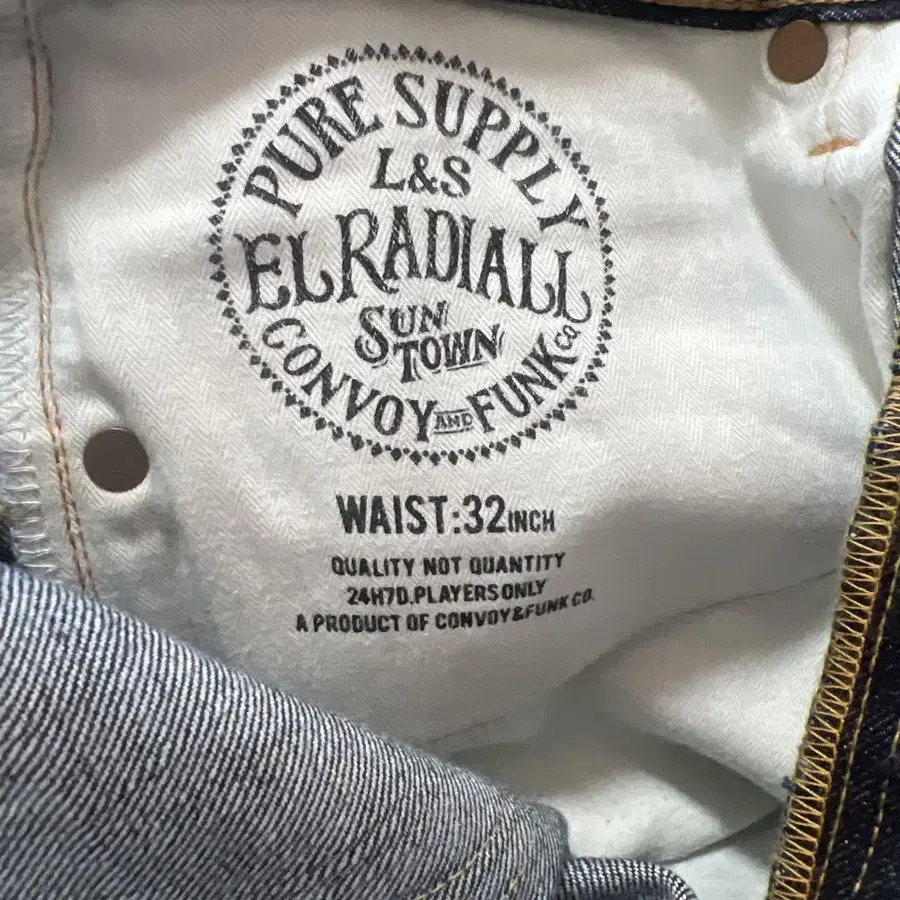 PURE SUPPLY
L&S
ELRADIALL
SUN
TOWN
CONVOY AND FUNK CO.
WAIST:32INCH
QUALITY NOT QUANTITY
24H7D.PLAYERS ONLY
A PRODUCT OF CONVOY&FUNK CO.